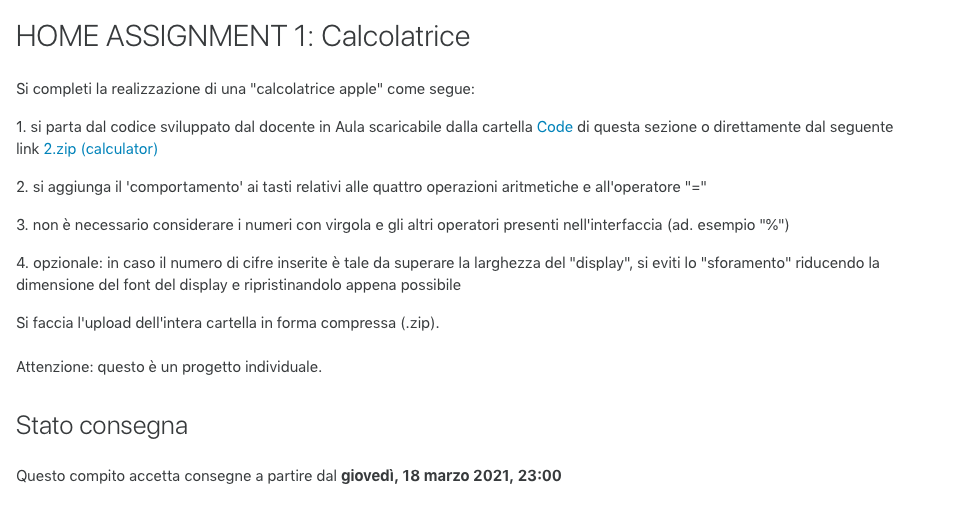 HOME ASSIGNMENT 1: Calcolatrice
Si completi la realizzazione di una "calcolatrice apple" come segue:
1. si parta dal codice sviluppato dal docente in Aula scaricabile dalla cartella Code di questa sezione o direttamente dal seguente
link 2.zip (calculator)
2. si aggiunga il 'comportamento' ai tasti relativi alle quattro operazioni aritmetiche e all'operatore "="
3. non è necessario considerare i numeri con virgola e gli altri operatori presenti nell'interfaccia (ad. esempio "%")
4. opzionale: in caso il numero di cifre inserite è tale da superare la larghezza del "display", si eviti lo "sforamento" riducendo la
dimensione del font del display e ripristinandolo appena possibile
Si faccia l'upload dell'intera cartella in forma compressa (.zip).
Attenzione: questo è un progetto individuale.
Stato consegna
Questo compito accetta consegne a partire dal giovedì, 18 marzo 2021, 23:00